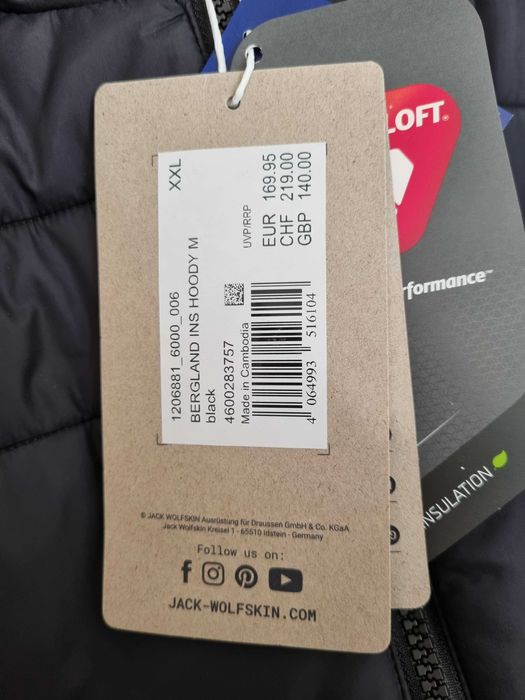 1206881_6000_006
XXL
BERGLAND INS HOODY M
black
4600283757
UVP/RRP
Made in Cambodia
EUR 169.95
CHF 219.00
GBP 140.00
4 064993 516104
© JACK WOLFSKIN Ausrüstung für Draussen GmbH & Co. KGaA
Jack Wolfskin Kreisel 1 - 65510 Idstein - Germany
Follow us on:
JACK-WOLFSKIN.COM
LOFT®
formance™
INSULATION